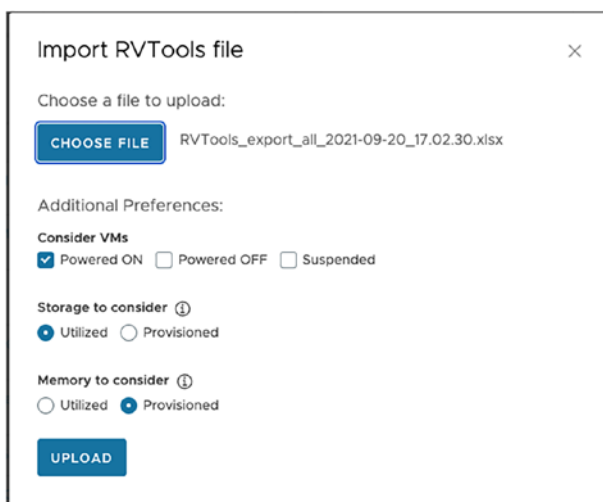 Import RVTools file
Choose a file to upload:
CHOOSE FILE RVTools_export_all_2021-09-20_17.02.30.xlsx
Additional Preferences:
Consider VMs
Powered ON Powered OFF Suspended
Storage to consider
Utilized Provisioned
Memory to consider
Utilized Provisioned
UPLOAD